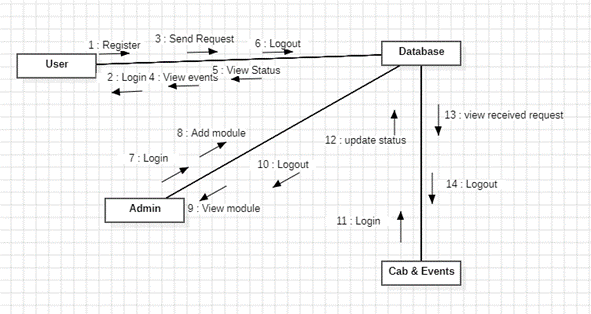 3 : Send Request
6 : Logout
1 : Register
Database
User
2 : Login
4 : View events
5 : View Status
13 : view received request
8 : Add module
12 : update status
7 : Login
10 : Logout
14 : Logout
Admin
9 : View module
11 : Login
Cab & Events